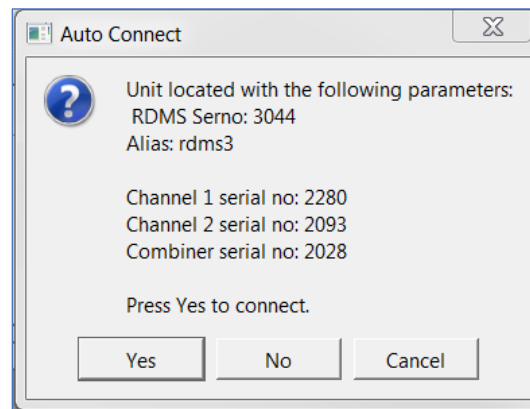 Auto Connect
Unit located with the following parameters:
RDMS Serno: 3044
Alias: rdms3
Channel 1 serial no: 2280
Channel 2 serial no: 2093
Combiner serial no: 2028
Press Yes to connect.
Yes No Cancel